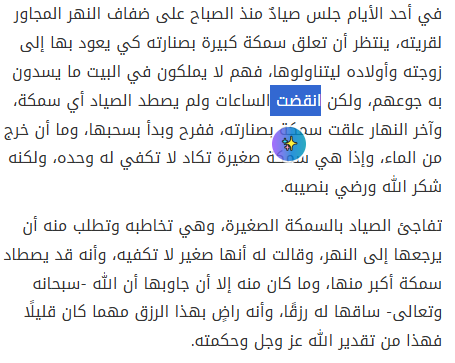 في أحد الأيام جلس صيادٌ منذ الصباح على ضفاف النهر المجاور
لقريته، ينتظر أن تعلق سمكة كبيرة بصنارته كي يعود بها إلى
زوجته وأولاده ليتناولوها، فهم لا يملكون في البيت ما يسدون
به جوعهم، ولكن انقضت الساعات ولم يصطد الصياد أي سمكة،
وآخر النهار علقت سمكة بصنارته، ففرح وبدأ بسحبها، وما أن خرج
من الماء، وإذا هي سمكة صغيرة تكاد لا تكفي له وحده، ولكنه
شكر الله ورضي بنصيبه.
تفاجئ الصياد بالسمكة الصغيرة، وهي تخاطبه وتطلب منه أن
يرجعها إلى النهر، وقالت له أنها صغير لا تكفيه، وأنه قد يصطاد
سمكة أكبر منها، وما كان منه إلا أن جاوبها أن الله -سبحانه
وتعالى- ساقها له رزقًا، وأنه راضٍ بهذا الرزق مهما كان قليلًا
فهذا من تقدير الله عز وجل وحكمته.